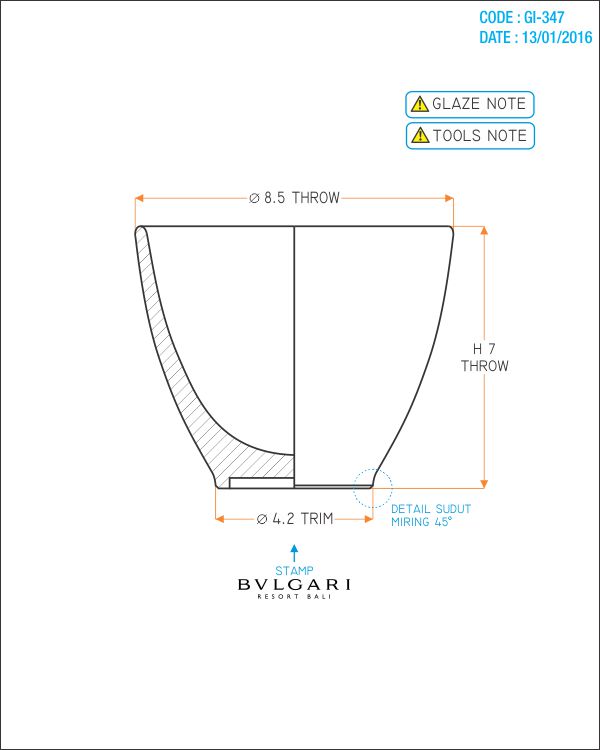 CODE : GI-347
DATE : 13/01/2016
GLAZE NOTE
TOOLS NOTE
⌀ 8.5 THROW
H 7
THROW
DETAIL SUDUT
MIRING 45°
⌀ 4.2 TRIM
STAMP
BVLGARI
RESORT BALI